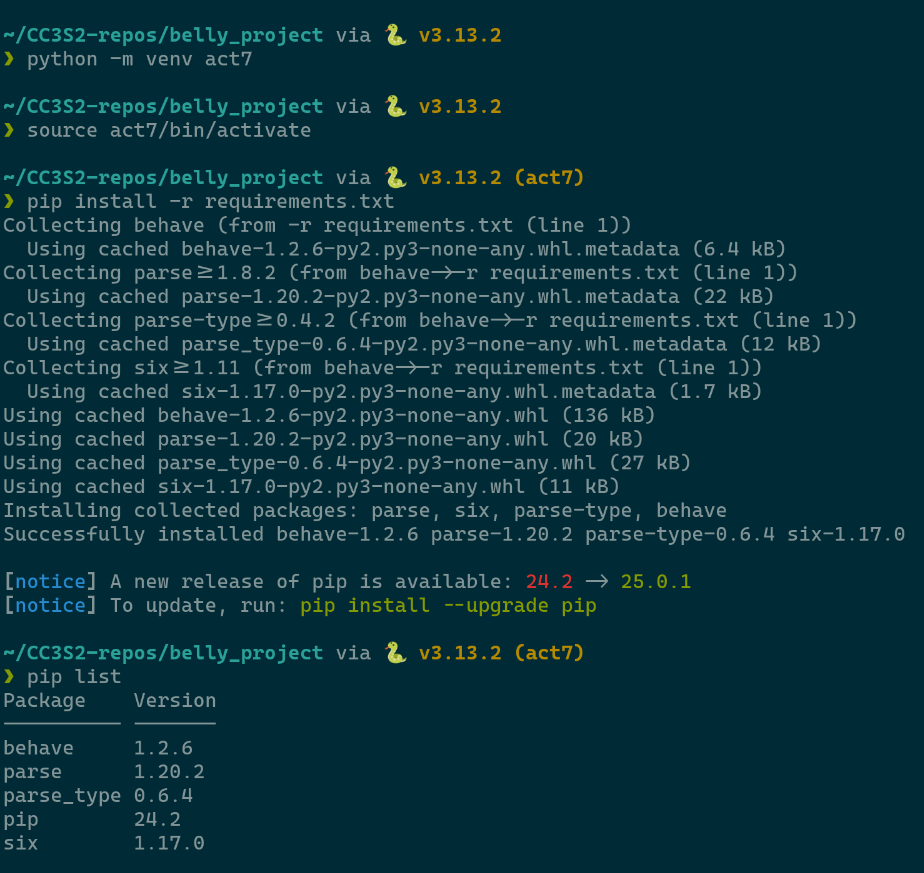 ~/CC3S2-repos/belly_project via 🐍 v3.13.2
❯ python -m venv act7
~/CC3S2-repos/belly_project via 🐍 v3.13.2
❯ source act7/bin/activate
~/CC3S2-repos/belly_project via 🐍 v3.13.2 (act7)
❯ pip install -r requirements.txt
Collecting behave (from -r requirements.txt (line 1))
  Using cached behave-1.2.6-py2.py3-none-any.whl.metadata (6.4 kB)
Collecting parse>=1.8.2 (from behave->-r requirements.txt (line 1))
  Using cached parse-1.20.2-py2.py3-none-any.whl.metadata (22 kB)
Collecting parse-type>=0.4.2 (from behave->-r requirements.txt (line 1))
  Using cached parse_type-0.6.4-py2.py3-none-any.whl.metadata (12 kB)
Collecting six>=1.11 (from behave->-r requirements.txt (line 1))
  Using cached six-1.17.0-py2.py3-none-any.whl.metadata (1.7 kB)
Using cached behave-1.2.6-py2.py3-none-any.whl (136 kB)
Using cached parse-1.20.2-py2.py3-none-any.whl (20 kB)
Using cached parse_type-0.6.4-py2.py3-none-any.whl (27 kB)
Using cached six-1.17.0-py2.py3-none-any.whl (11 kB)
Installing collected packages: parse, six, parse-type, behave
Successfully installed behave-1.2.6 parse-1.20.2 parse-type-0.6.4 six-1.17.0
[notice] A new release of pip is available: 24.2 -> 25.0.1
[notice] To update, run: pip install --upgrade pip
~/CC3S2-repos/belly_project via 🐍 v3.13.2 (act7)
❯ pip list
Package    Version
---------- -------
behave     1.2.6
parse      1.20.2
parse_type 0.6.4
pip        24.2
six        1.17.0